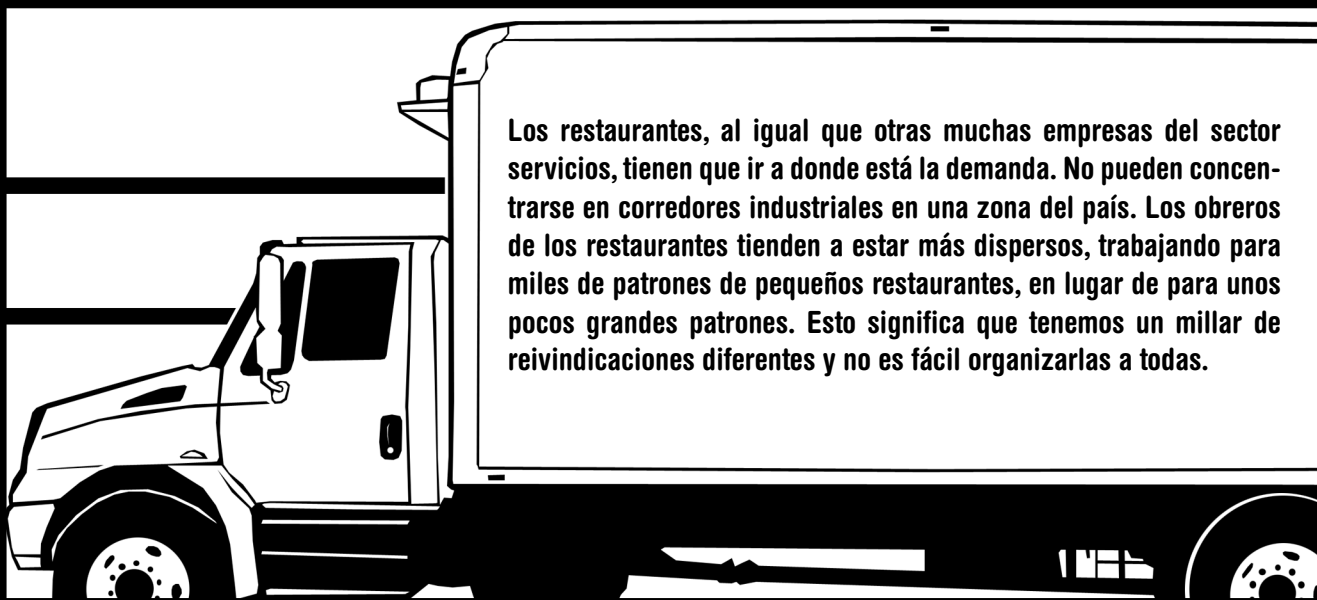 Los restaurantes, al igual que otras muchas empresas del sector
servicios, tienen que ir a donde está la demanda. No pueden concen-
trarse en corredores industriales en una zona del país. Los obreros
de los restaurantes tienden a estar más dispersos, trabajando para
miles de patrones de pequeños restaurantes, en lugar de para unos
pocos grandes patrones. Esto significa que tenemos un millar de
reivindicaciones diferentes y no es fácil organizarlas a todas.